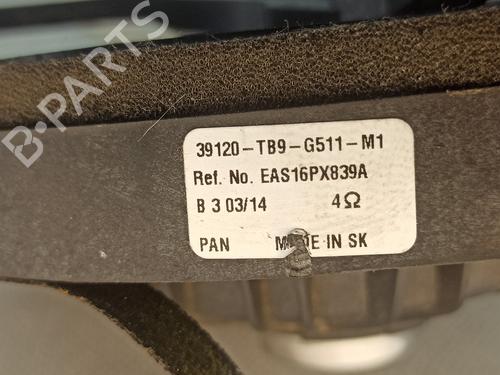 B-PARTS
39120-TB9-G511-M1
Ref. No. EAS16PX839A
B 3 03/14 4Ω
PAN MADE IN SK